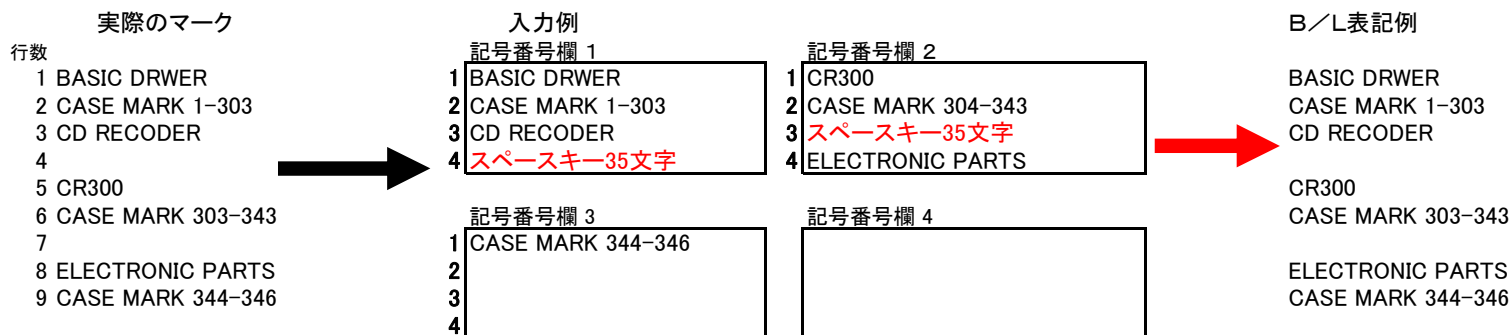 実際のマーク
行数
1 BASIC DRWER
2 CASE MARK 1-303
3 CD RECODER
4
5 CR300
6 CASE MARK 303-343
7
8 ELECTRONIC PARTS
9 CASE MARK 344-346
入力例
記号番号欄 1
1 BASIC DRWER
2 CASE MARK 1-303
3 CD RECODER
4 スペースキー35文字
記号番号欄 2
1 CR300
2 CASE MARK 304-343
3 スペースキー35文字
4 ELECTRONIC PARTS
記号番号欄 3
1 CASE MARK 344-346
2
3
4
記号番号欄 4
B／L表記例
BASIC DRWER
CASE MARK 1-303
CD RECODER
CR300
CASE MARK 303-343
ELECTRONIC PARTS
CASE MARK 344-346